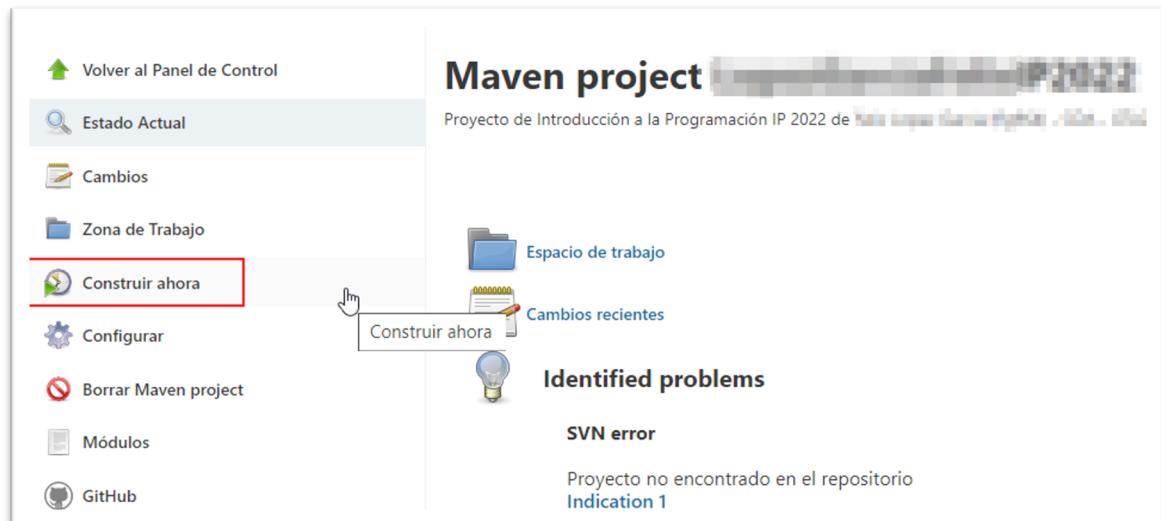 Volver al Panel de Control
Estado Actual
Cambios
Zona de Trabajo
Construir ahora
Configurar
Borrar Maven project
Módulos
GitHub
Maven project IP2022
Proyecto de Introducción a la Programación IP 2022 de
Espacio de trabajo
Cambios recientes
Construir ahora
Identified problems
SVN error
Proyecto no encontrado en el repositorio
Indication 1